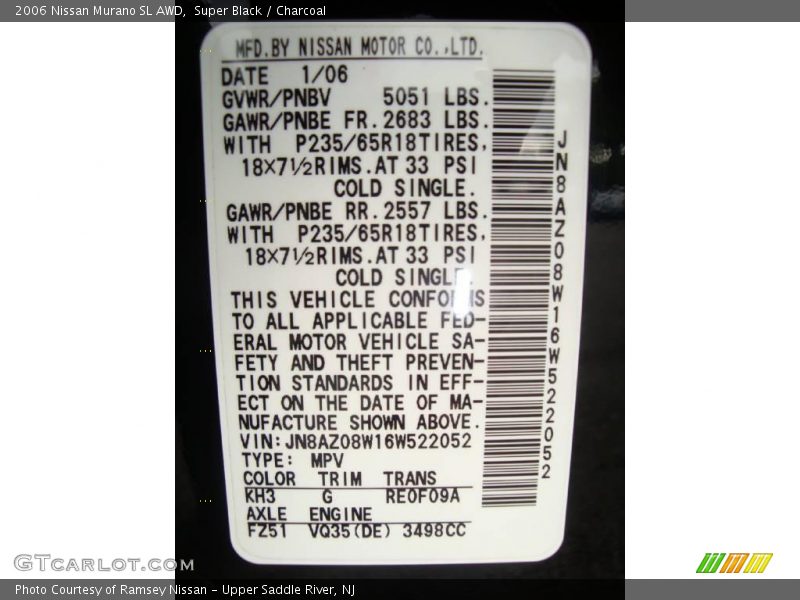 2006 Nissan Murano SL AWD, Super Black / Charcoal
MFD.BY NISSAN MOTOR CO.,LTD.
DATE 1/06
GVWR/PNBV 5051 LBS.
GAWR/PNBE FR.2683 LBS.
WITH P235/65R18TIRES,
18×7½RIMS.AT 33 PSI
COLD SINGLE.
GAWR/PNBE RR.2557 LBS.
WITH P235/65R18TIRES,
18×7½RIMS.AT 33 PSI
COLD SINGLE.
THIS VEHICLE CONFORMS
TO ALL APPLICABLE FED-
ERAL MOTOR VEHICLE SA-
FETY AND THEFT PREVEN-
TION STANDARDS IN EFF-
ECT ON THE DATE OF MA-
NUFACTURE SHOWN ABOVE.
VIN:JN8AZ08W16W522052
TYPE: MPV
COLOR TRIM TRANS
KH3 G RE0F09A
AXLE ENGINE
FZ51 VQ35(DE) 3498CC
JN8AZ08W16W522052
GTCarLot.com
Photo Courtesy of Ramsey Nissan - Upper Saddle River, NJ